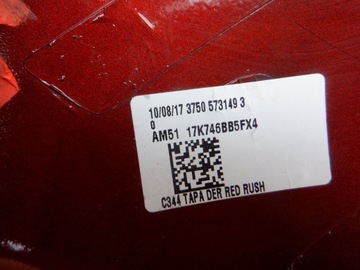 10/08/17 3750 573149 3
0
AM51 17K746BB5FX4
C344 TAPA DER RED RUSH